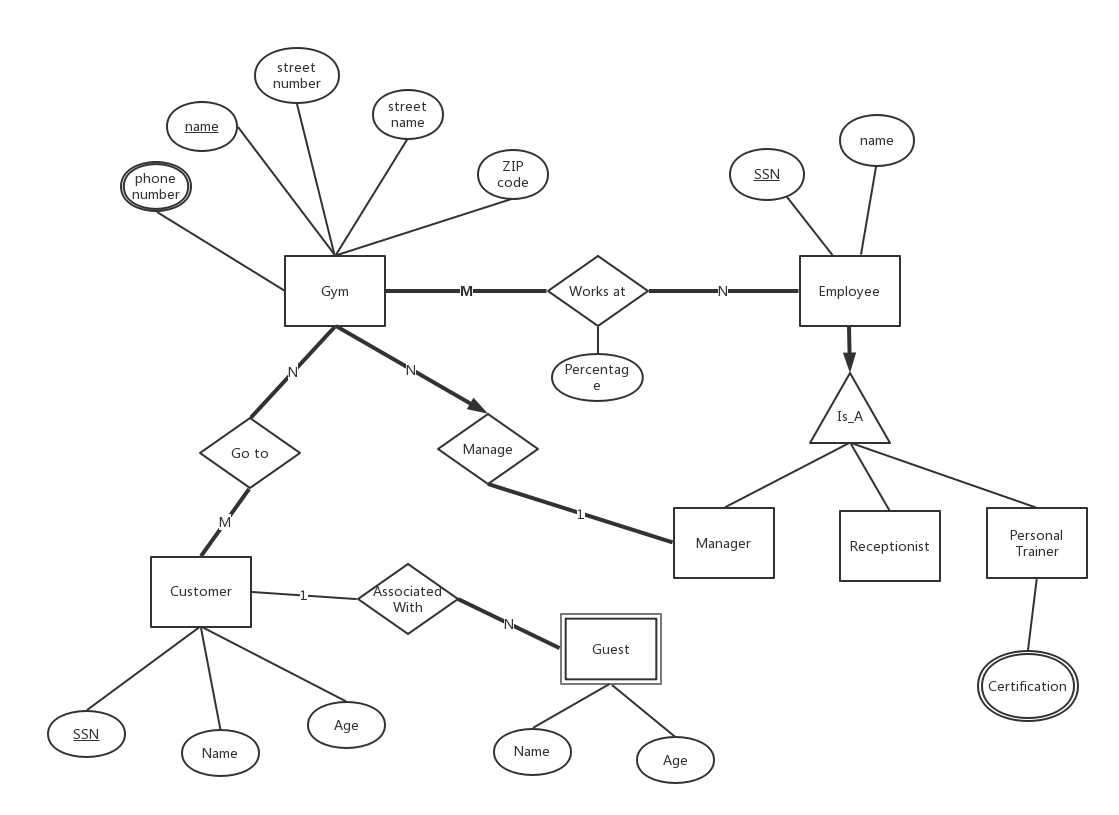 street
number
street
name
name
name
ZIP
code
SSN
phone
number
Gym
M
Works at
N
Employee
Percentag
e
N
N
Is_A
Go to
Manage
M
1
Manager
Receptionist
Personal
Trainer
Customer
1
Associated
With
N
Guest
Certification
SSN
Name
Age
Name
Age